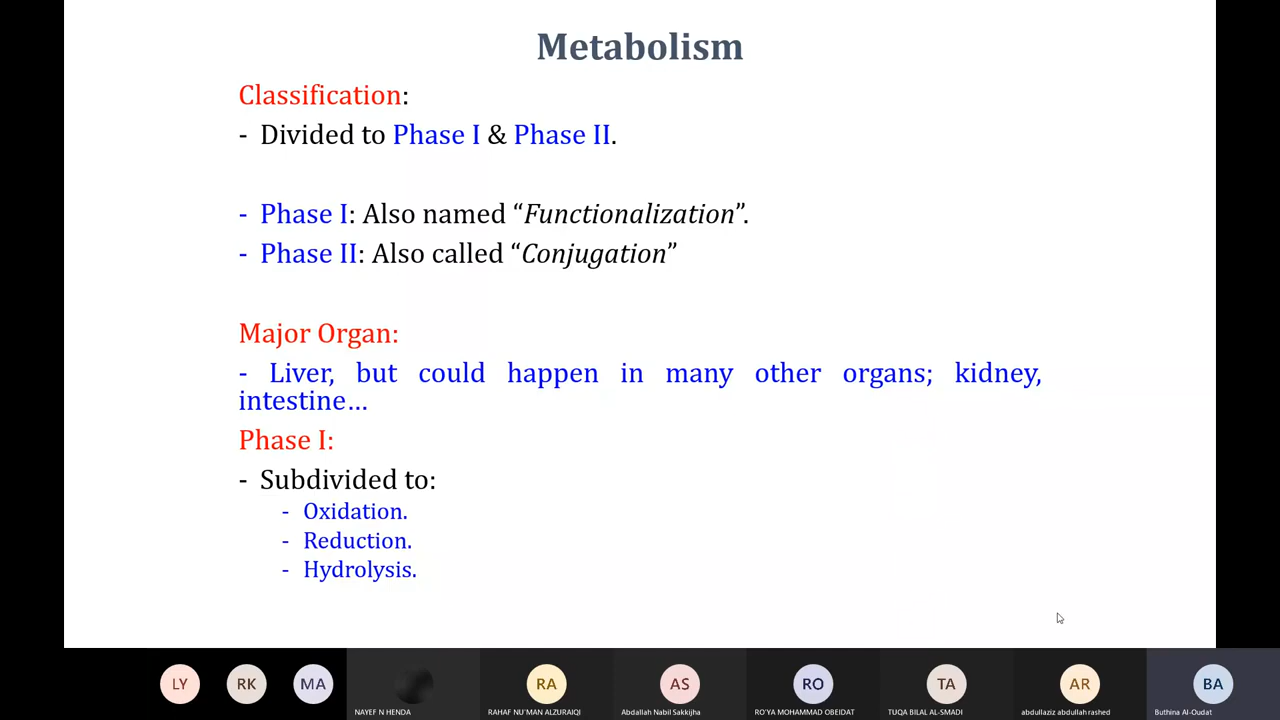 Metabolism
Classification:
- Divided to Phase I & Phase II.
- Phase I: Also named “Functionalization”.
- Phase II: Also called “Conjugation”
Major Organ:
- Liver, but could happen in many other organs; kidney,
intestine…
Phase I:
- Subdivided to:
- Oxidation.
- Reduction.
- Hydrolysis.
LY RK MA RA AS RO TA AR BA
NAYEF N HENDA RAHAF NU'MAN ALZURAIQI Abdallah Nabil Sakkijha RO'YA MOHAMMAD OBEIDAT TUQA BILAL AL-SMADI abdullaziz abdullah rashed Buthina Al-Oudat